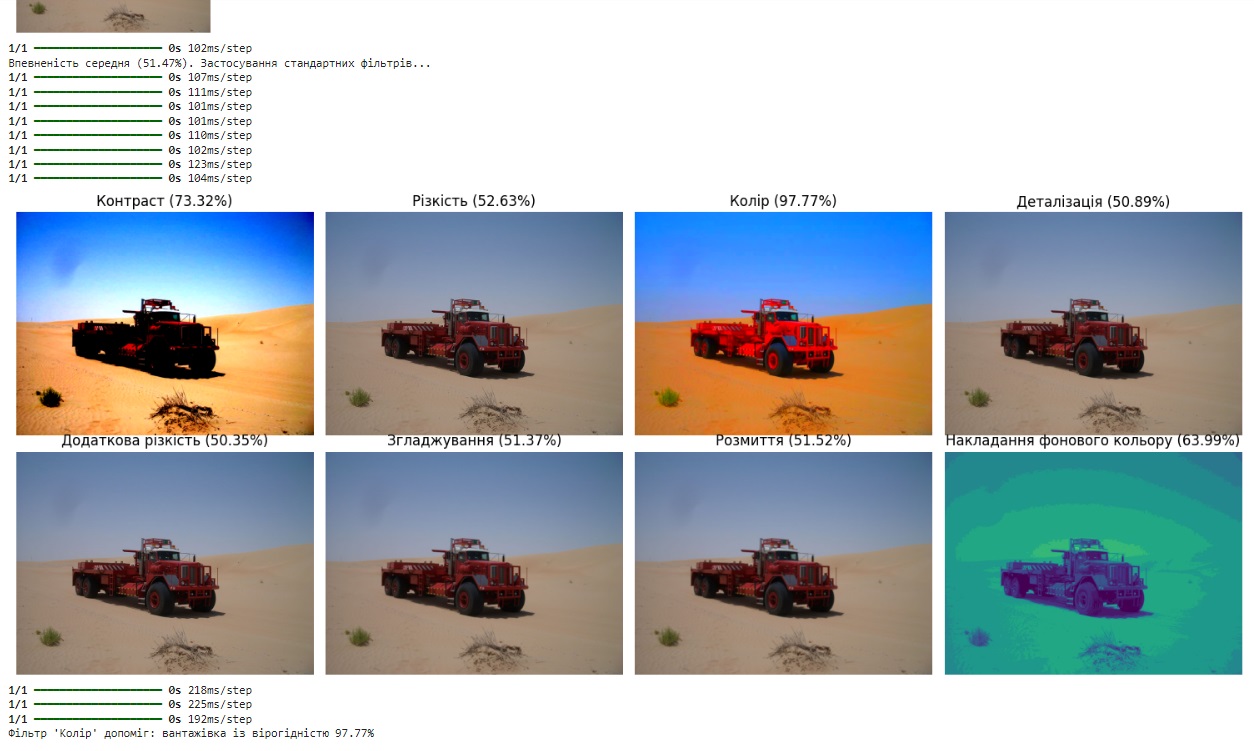 1/1 ━━━━━━━━━━━━━━━━━━━━ 0s 102ms/step
Впевненість середня (51.47%). Застосування стандартних фільтрів...
1/1 ━━━━━━━━━━━━━━━━━━━━ 0s 107ms/step
1/1 ━━━━━━━━━━━━━━━━━━━━ 0s 111ms/step
1/1 ━━━━━━━━━━━━━━━━━━━━ 0s 101ms/step
1/1 ━━━━━━━━━━━━━━━━━━━━ 0s 101ms/step
1/1 ━━━━━━━━━━━━━━━━━━━━ 0s 110ms/step
1/1 ━━━━━━━━━━━━━━━━━━━━ 0s 102ms/step
1/1 ━━━━━━━━━━━━━━━━━━━━ 0s 123ms/step
1/1 ━━━━━━━━━━━━━━━━━━━━ 0s 104ms/step
Контраст (73.32%)
Різкість (52.63%)
Колір (97.77%)
Деталізація (50.89%)
Додаткова різкість (50.35%)
Згладжування (51.37%)
Розмиття (51.52%)
Накладання фонового кольору (63.99%)
1/1 ━━━━━━━━━━━━━━━━━━━━ 0s 218ms/step
1/1 ━━━━━━━━━━━━━━━━━━━━ 0s 225ms/step
1/1 ━━━━━━━━━━━━━━━━━━━━ 0s 192ms/step
Фільтр 'Колір' допоміг: вантажівка із вірогідністю 97.77%